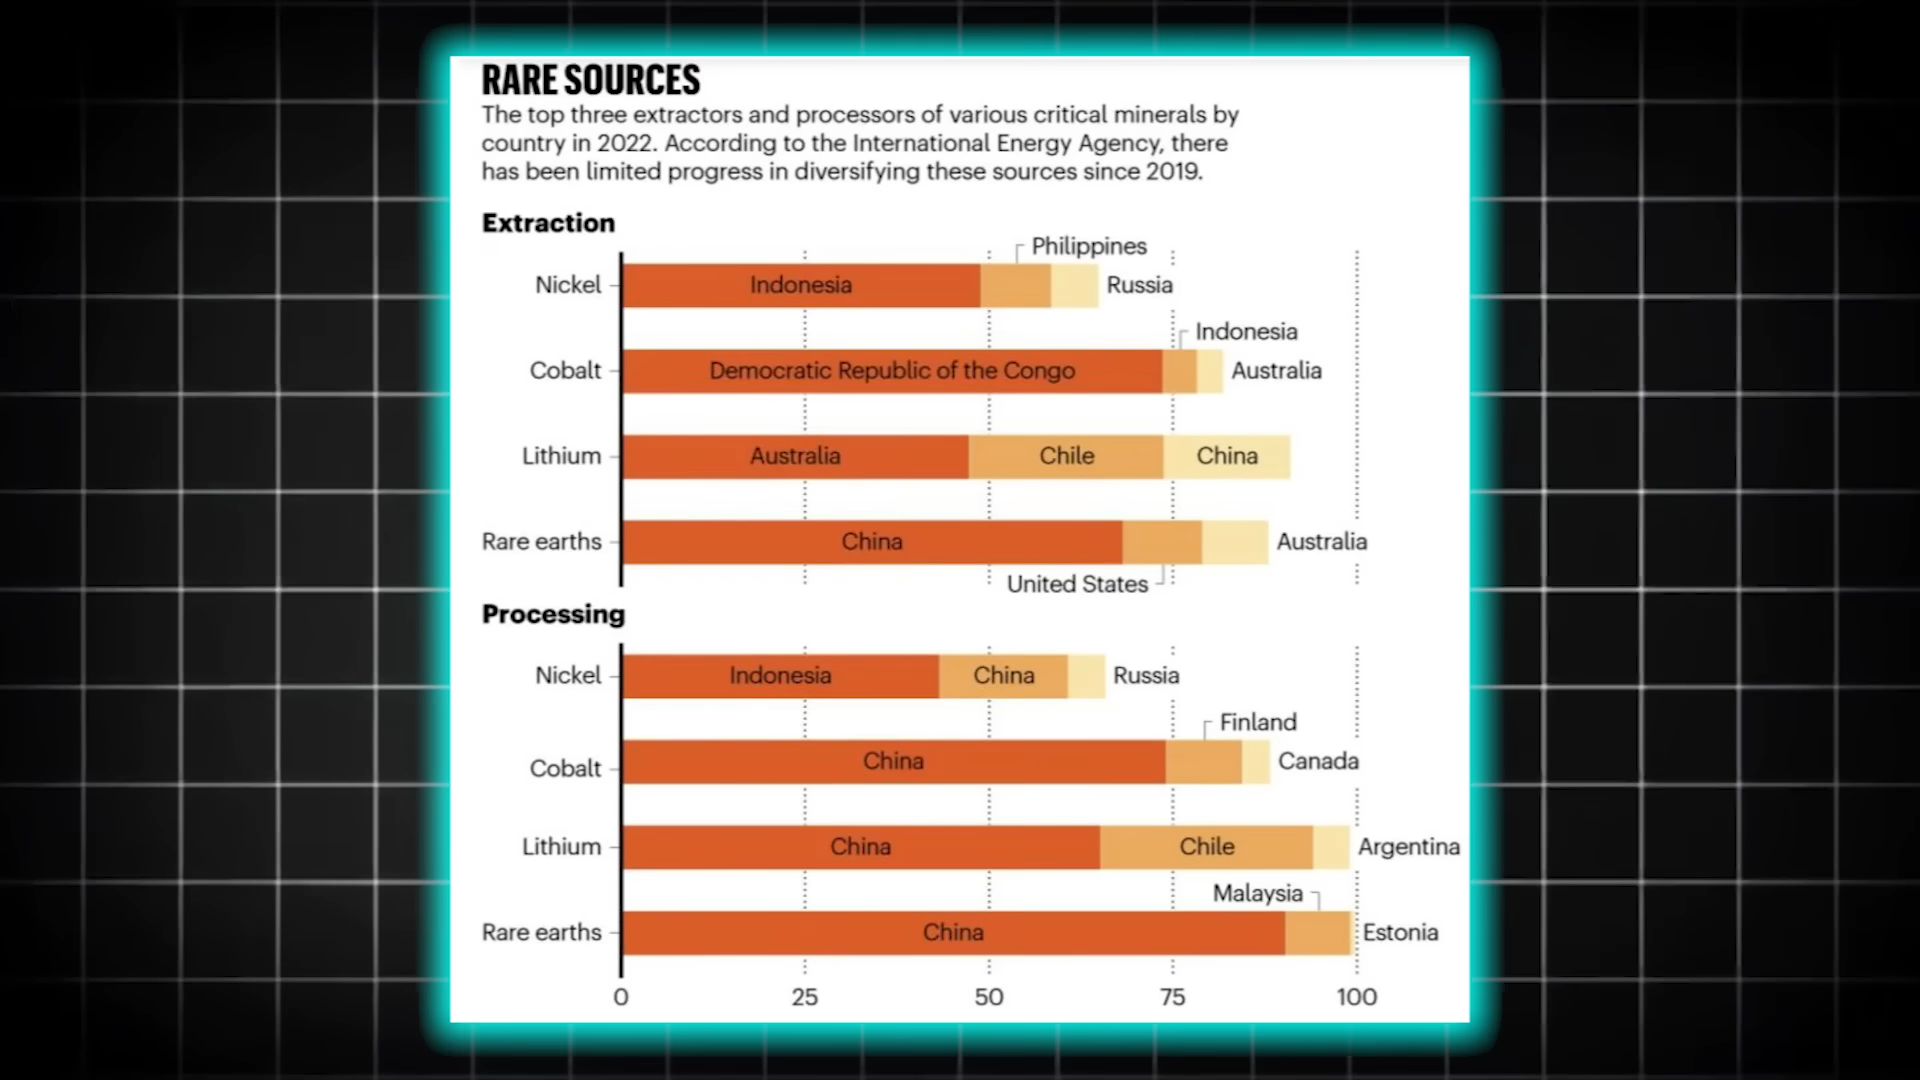 RARE SOURCES
The top three extractors and processors of various critical minerals by
country in 2022. According to the International Energy Agency, there
has been limited progress in diversifying these sources since 2019.
Extraction
Philippines
Nickel Indonesia Russia
Indonesia
Cobalt Democratic Republic of the Congo Australia
Lithium Australia Chile China
Rare earths China Australia
United States
Processing
Nickel Indonesia China Russia
Finland
Cobalt China Canada
Lithium China Chile Argentina
Malaysia
Rare earths China Estonia
0 25 50 75 100